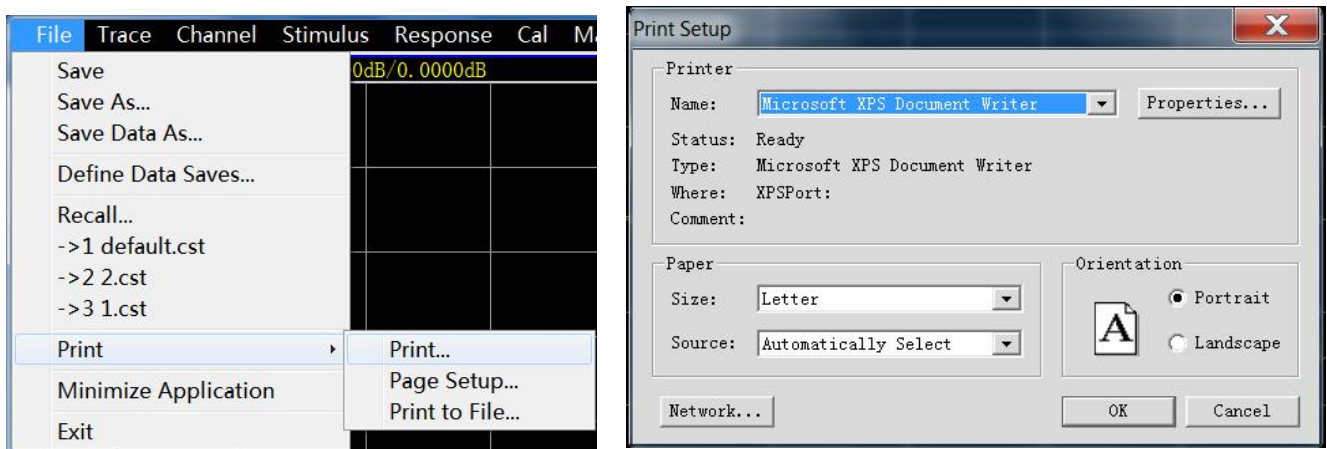 File Trace Channel Stimulus Response Cal
0dB/0.0000dB
Save
Save As...
Save Data As...
Define Data Saves...
Recall...
->1 default.cst
->2 2.cst
->3 1.cst
Print
Minimize Application
Exit
Print...
Page Setup...
Print to File...
Print Setup
Printer
Name: Microsoft XPS Document Writer Properties...
Status: Ready
Type: Microsoft XPS Document Writer
Where: XPSPort:
Comment:
Paper
Size: Letter
Source: Automatically Select
Orientation
A
Portrait
Landscape
Network... OK Cancel